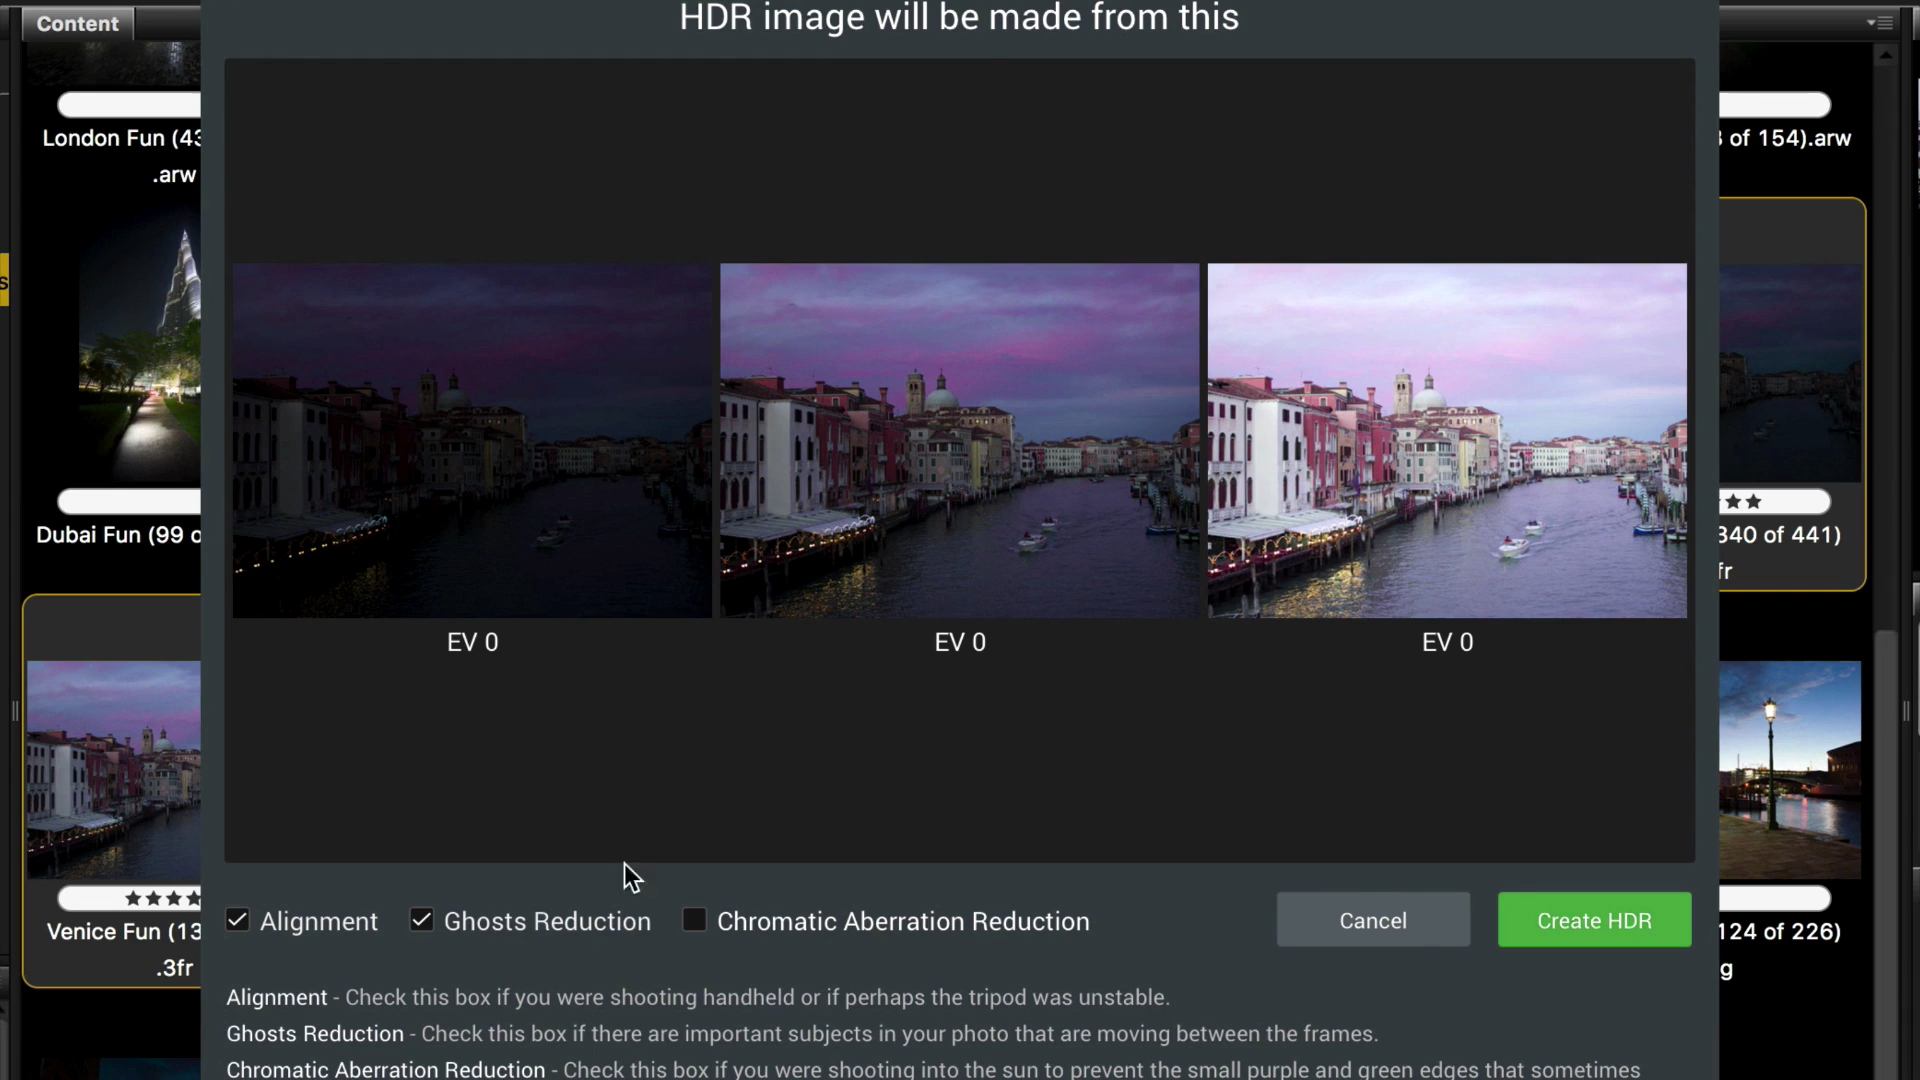 Content
HDR image will be made from this
London Fun (43
.arw
of 154).arw
Dubai Fun (99 o
EV 0
EV 0
EV 0
340 of 441)
fr
Venice Fun (13
.3fr
124 of 226)
g
Alignment
Ghosts Reduction
Chromatic Aberration Reduction
Cancel
Create HDR
Alignment - Check this box if you were shooting handheld or if perhaps the tripod was unstable.
Ghosts Reduction - Check this box if there are important subjects in your photo that are moving between the frames.
Chromatic Aberration Reduction - Check this box if you were shooting into the sun to prevent the small purple and green edges that sometimes